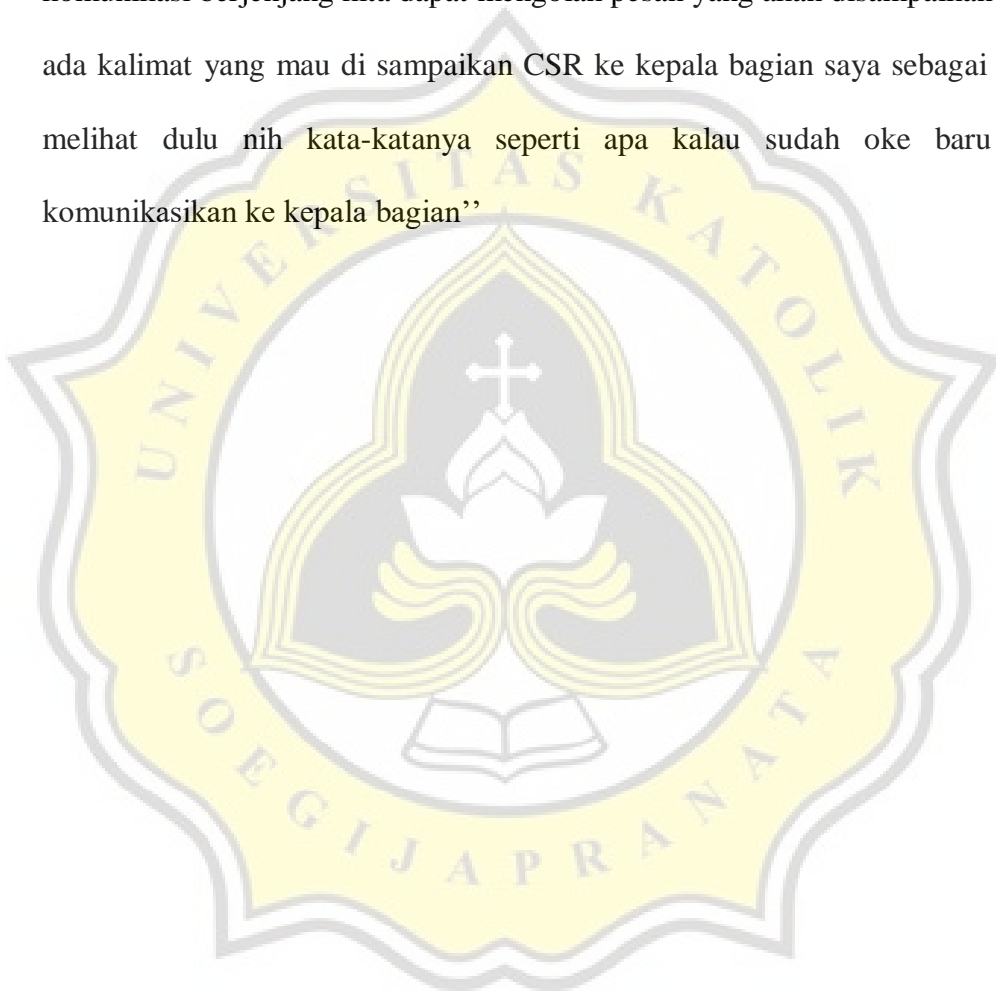 komunikasi berjenjang kita dapat mengolah pesan yang akan disampaikan
ada kalimat yang mau di sampaikan CSR ke kepala bagian saya sebagai
melihat dulu nih kata-katanya seperti apa kalau sudah oke baru
komunikasikan ke kepala bagian’’
UNIVERSITAS KATOLIK
SOEGIJAPRANATA